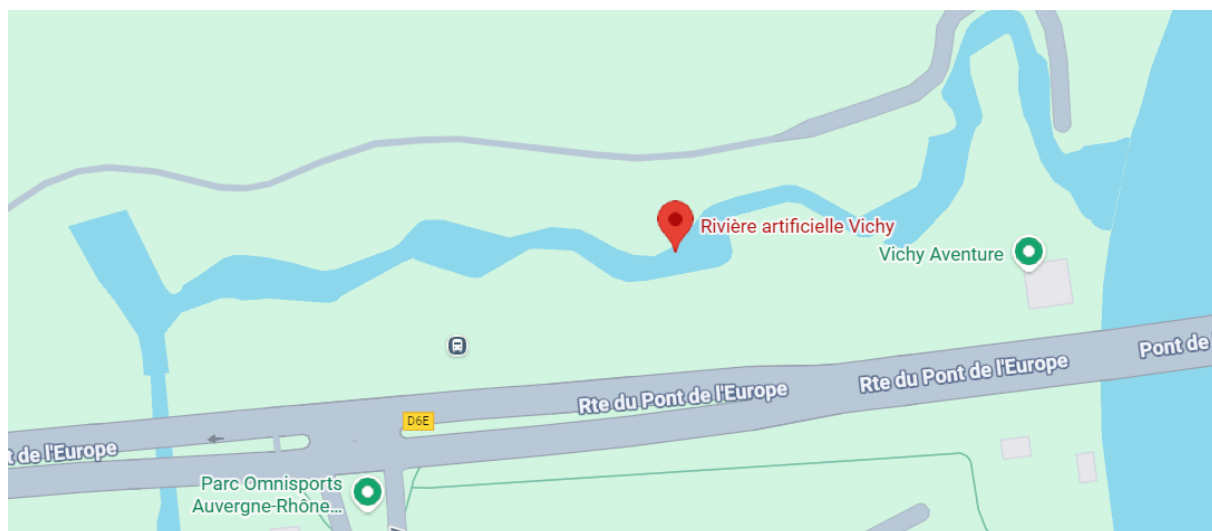 Rivière artificielle Vichy
Vichy Aventure
Pont de
Rte du Pont de l'Europe
Rte du Pont de l'Europe
D6E
t de l'Europe
Parc Omnisports
Auvergne-Rhône...